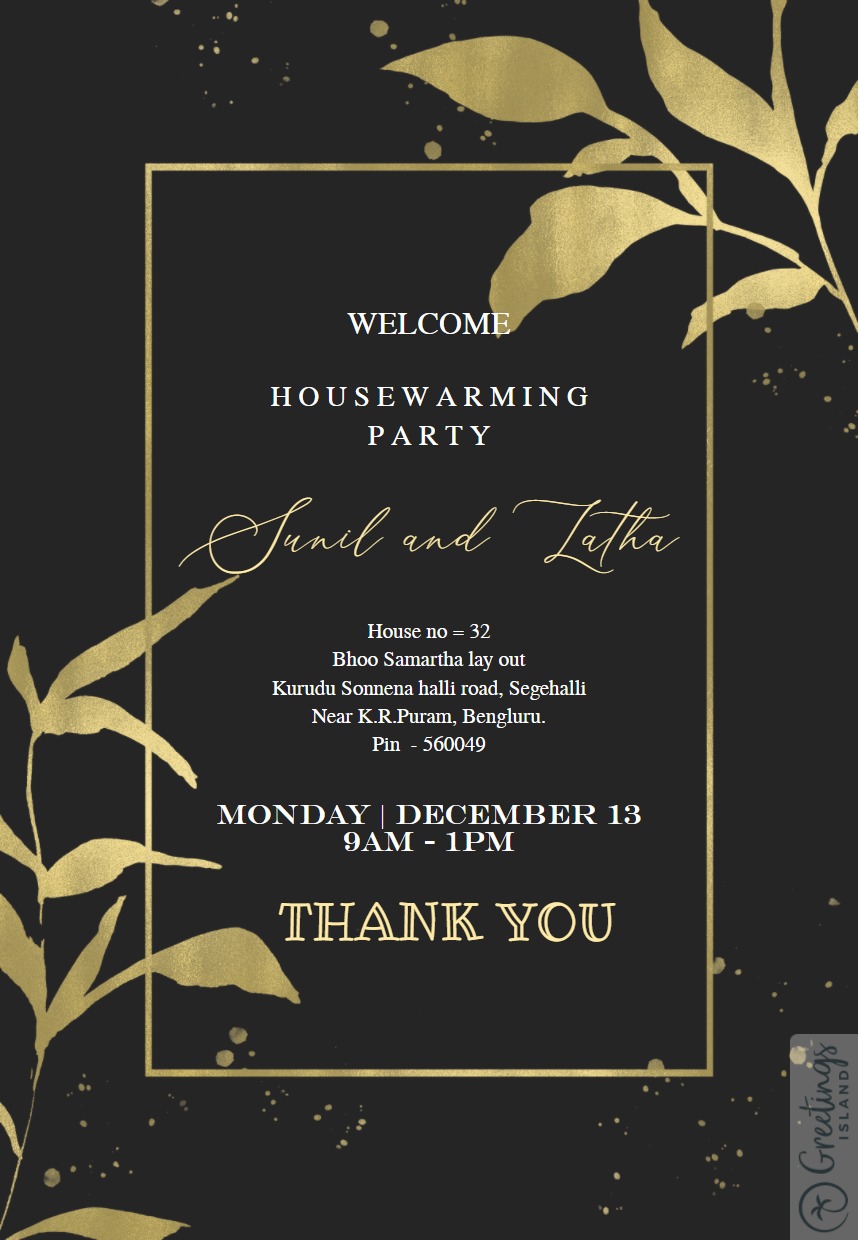 WELCOME
HOUSEWARMING
PARTY
Sunil and Latha
House no = 32
Bhoo Samartha lay out
Kurudu Sonnena halli road, Segehalli
Near K.R.Puram, Bengluru.
Pin - 560049
MONDAY | DECEMBER 13
9AM - 1PM
THANK YOU
Greetings
ISLAND